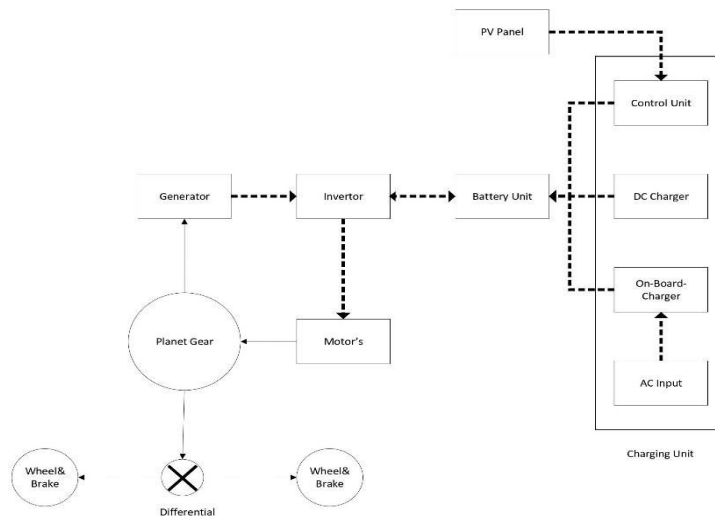 PV Panel
Control Unit
Generator
Invertor
Battery Unit
DC Charger
On-Board-
Charger
Planet Gear
Motor's
AC Input
Wheel&
Brake
Wheel&
Brake
Differential
Charging Unit